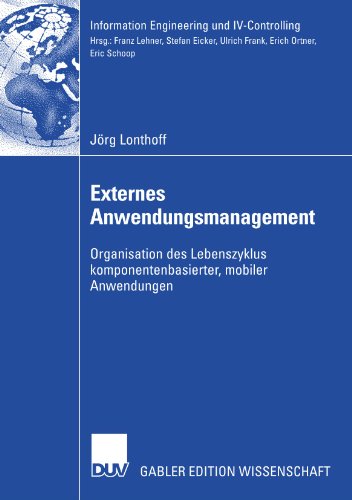 Information Engineering und IV-Controlling
Hrsg.: Franz Lehner, Stefan Eicker, Ulrich Frank, Erich Ortner,
Eric Schoop
Jörg Lonthoff
Externes
Anwendungsmanagement
Organisation des Lebenszyklus
komponentenbasierter, mobiler
Anwendungen
DUV
GABLER EDITION WISSENSCHAFT